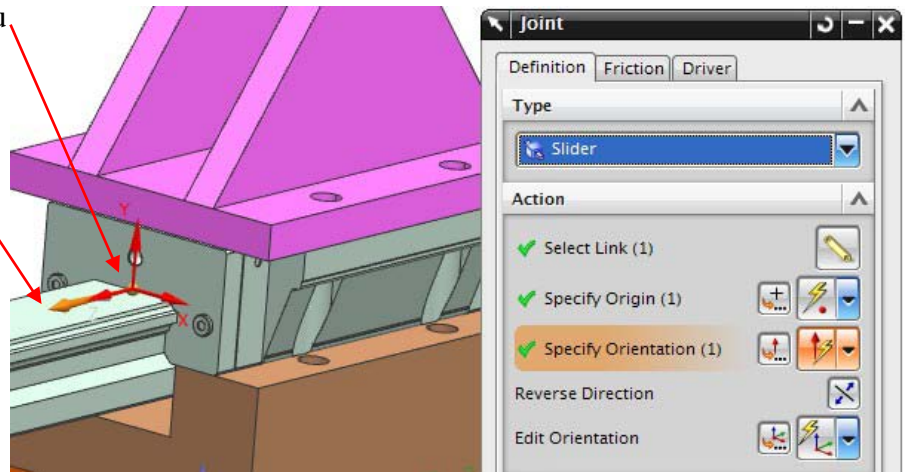 u
Joint
Definition Friction Driver
Type
Slider
Action
Select Link (1)
Specify Origin (1)
Specify Orientation (1)
Reverse Direction
Edit Orientation
Y
Z
X